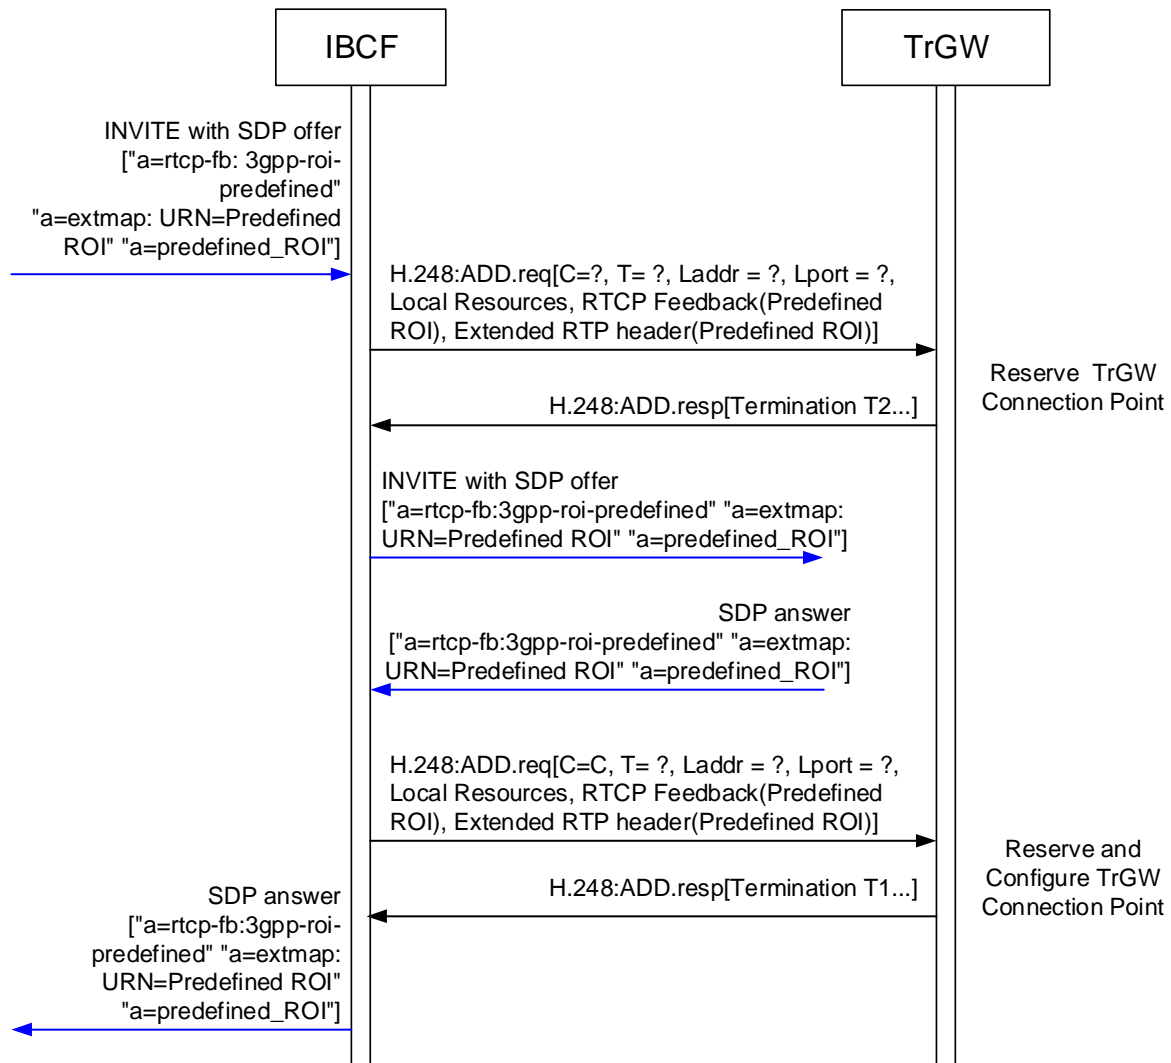 IBCF
TrGW
INVITE with SDP offer
["a=rtcp-fb: 3gpp-roi-
predefined"
"a=extmap: URN=Predefined
ROI" "a=predefined_ROI"]
H.248:ADD.req[C=?, T= ?, Laddr = ?, Lport = ?,
Local Resources, RTCP Feedback(Predefined
ROI), Extended RTP header(Predefined ROI)]
Reserve  TrGW
Connection Point
H.248:ADD.resp[Termination T2...]
INVITE with SDP offer
["a=rtcp-fb:3gpp-roi-predefined" "a=extmap:
URN=Predefined ROI" "a=predefined_ROI"]
SDP answer
["a=rtcp-fb:3gpp-roi-predefined" "a=extmap:
URN=Predefined ROI" "a=predefined_ROI"]
H.248:ADD.req[C=C, T= ?, Laddr = ?, Lport = ?,
Local Resources, RTCP Feedback(Predefined
ROI), Extended RTP header(Predefined ROI)]
Reserve and
Configure TrGW
Connection Point
H.248:ADD.resp[Termination T1...]
SDP answer
["a=rtcp-fb:3gpp-roi-
predefined" "a=extmap:
URN=Predefined ROI"
"a=predefined_ROI"]